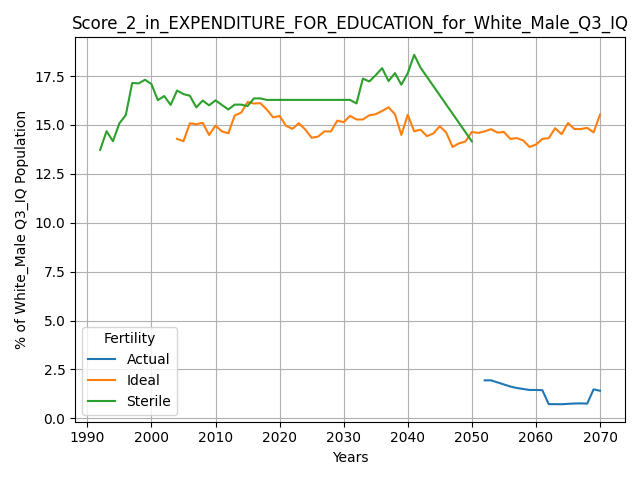 Score_2_in_EXPENDITURE_FOR_EDUCATION_for_White_Male_Q3_IQ
% of White_Male Q3_IQ Population
17.5
15.0
12.5
10.0
7.5
5.0
2.5
0.0
Fertility
Actual
Ideal
Sterile
1990 2000 2010 2020 2030 2040 2050 2060 2070
Years